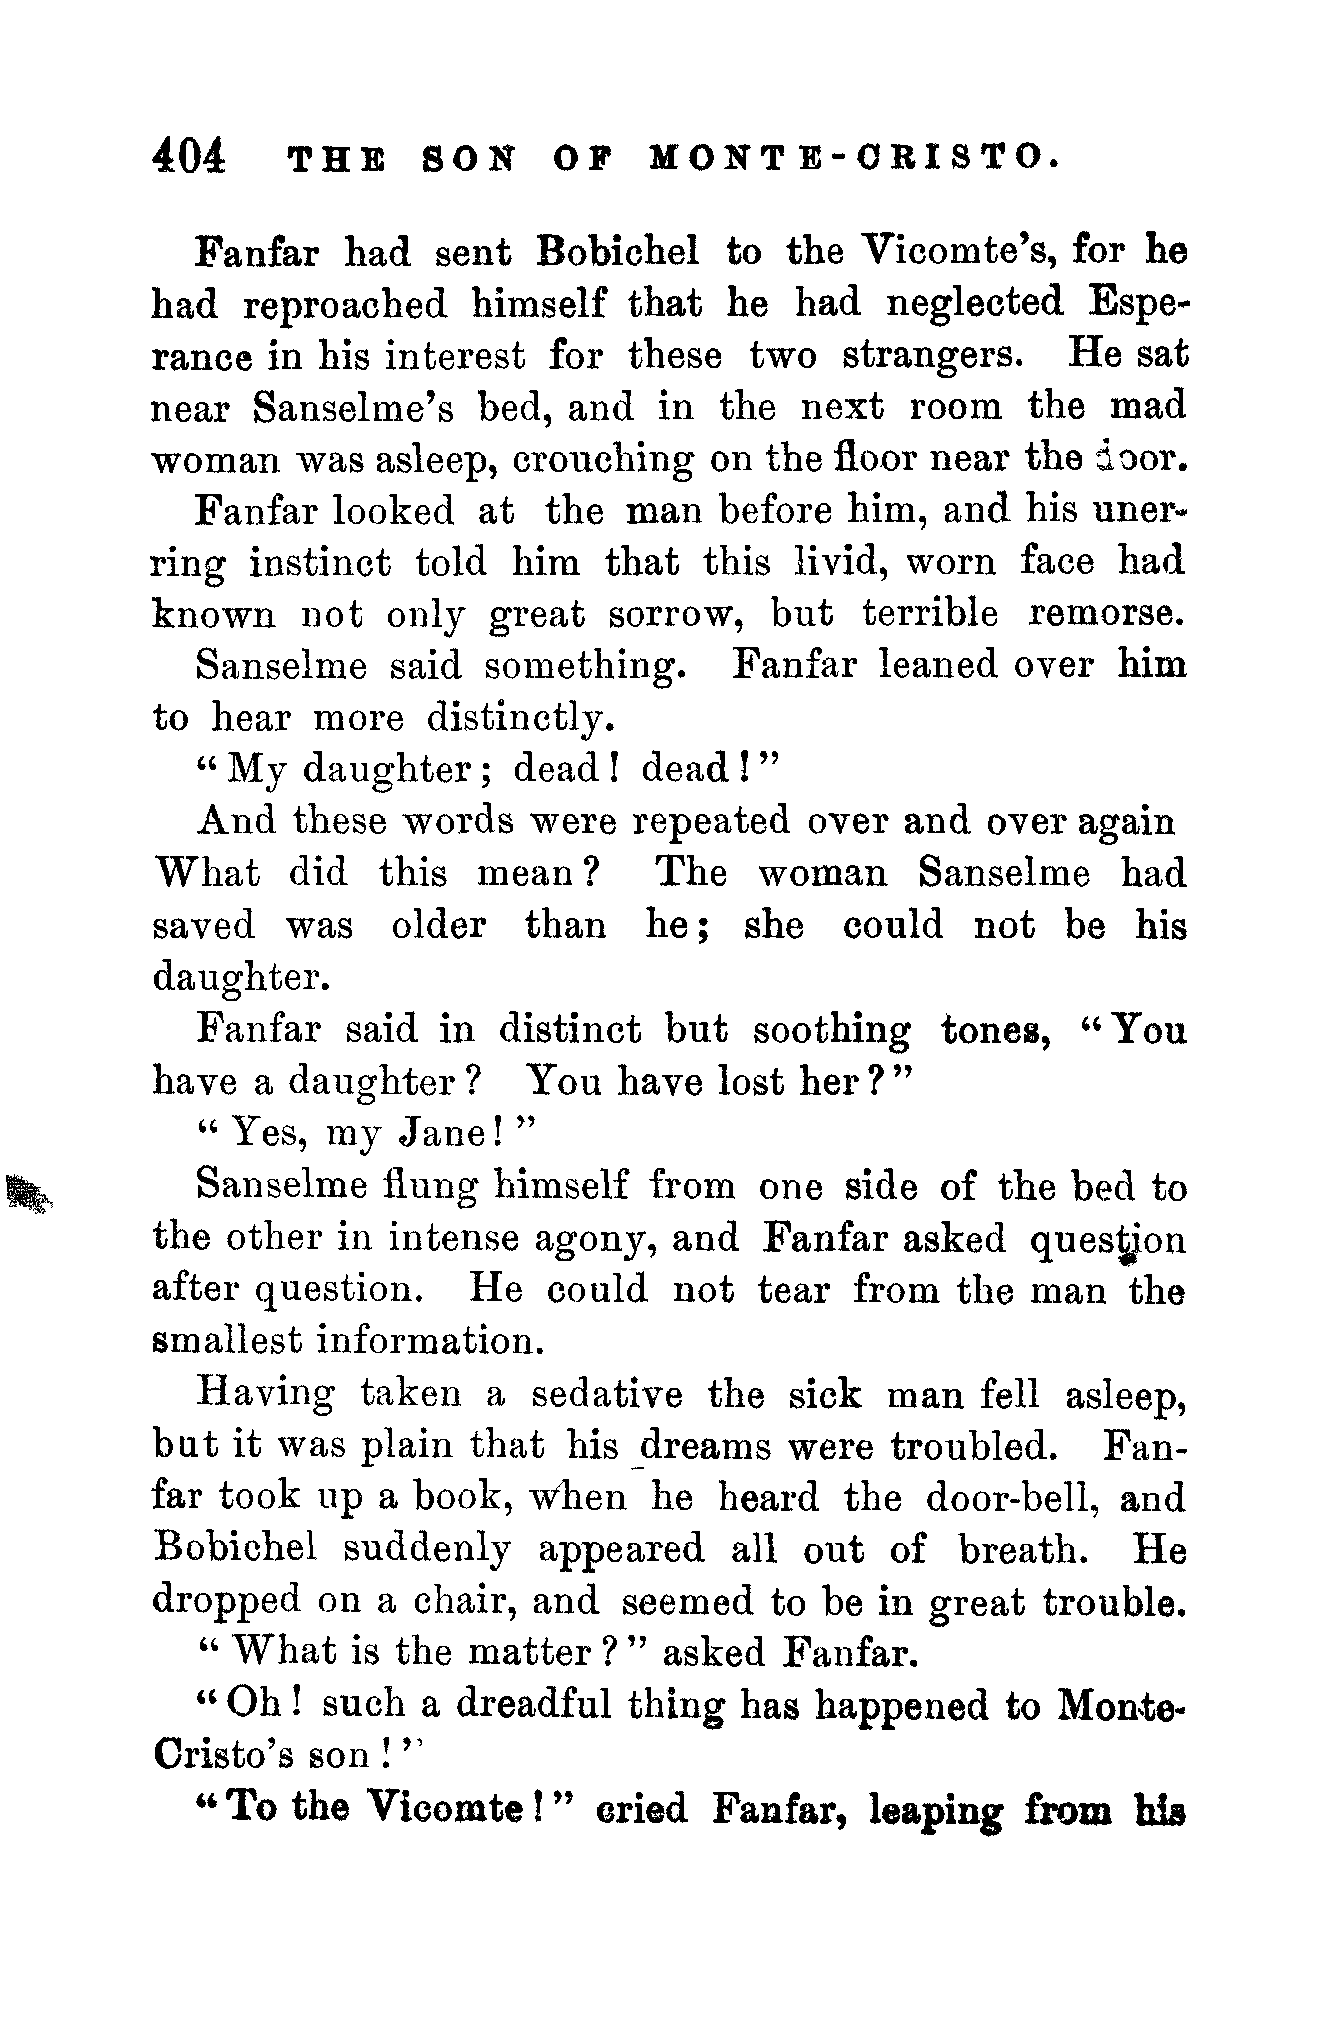 404 THE SON OF MONTE-CRISTO.
Fanfar had sent Bobichel to the Vicomte's, for he
had reproached himself that he had neglected Espe-
rance in his interest for these two strangers. He sat
near Sanselme's bed, and in the next room the mad
woman was asleep, crouching on the floor near the door.
Fanfar looked at the man before him, and his uner-
ring instinct told him that this livid, worn face had
known not only great sorrow, but terrible remorse.
Sanselme said something. Fanfar leaned over him
to hear more distinctly.
"My daughter; dead! dead!"
And these words were repeated over and over again
What did this mean? The woman Sanselme had
saved was older than he; she could not be his
daughter.
Fanfar said in distinct but soothing tones, "You
have a daughter? You have lost her?"
"Yes, my Jane!"
Sanselme flung himself from one side of the bed to
the other in intense agony, and Fanfar asked question
after question. He could not tear from the man the
smallest information.
Having taken a sedative the sick man fell asleep,
but it was plain that his dreams were troubled. Fan-
far took up a book, when he heard the door-bell, and
Bobichel suddenly appeared all out of breath. He
dropped on a chair, and seemed to be in great trouble.
"What is the matter?" asked Fanfar.
"Oh! such a dreadful thing has happened to Monte-
Cristo's son!"
"To the Vicomte!" cried Fanfar, leaping from his